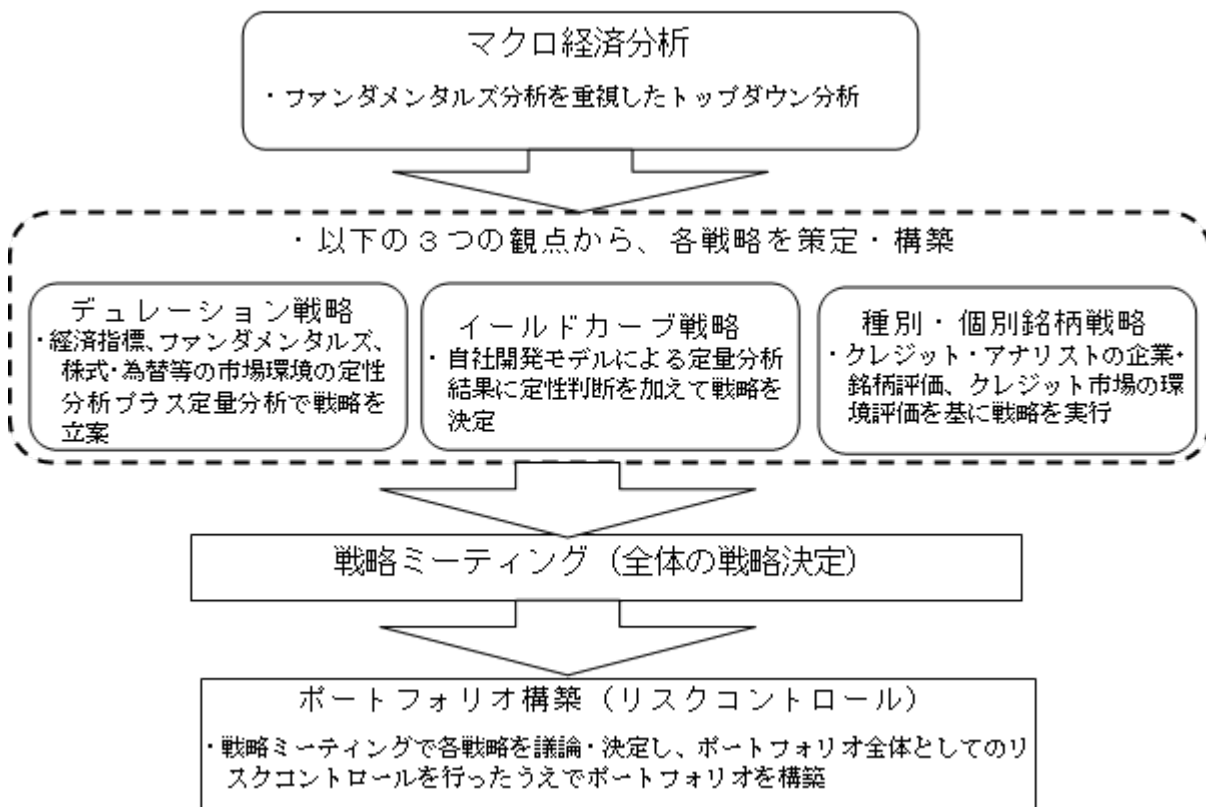 マクロ経済分析
・ファンダメンタルズ分析を重視したトップダウン分析
・以下の３つの観点から、各戦略を策定・構築
デュレーション戦略
・経済指標、ファンダメンタルズ、
株式・為替等の市場環境の定性
分析プラス定量分析で戦略を
立案
イールドカーブ戦略
・自社開発モデルによる定量分析
結果に定性判断を加えて戦略を
決定
種別・個別銘柄戦略
・クレジット・アナリストの企業・
銘柄評価、クレジット市場の環
境評価を基に戦略を実行
戦略ミーティング（全体の戦略決定）
ポートフォリオ構築（リスクコントロール）
・戦略ミーティングで各戦略を議論・決定し、ポートフォリオ全体としてのリ
スクコントロールを行ったうえでポートフォリオを構築